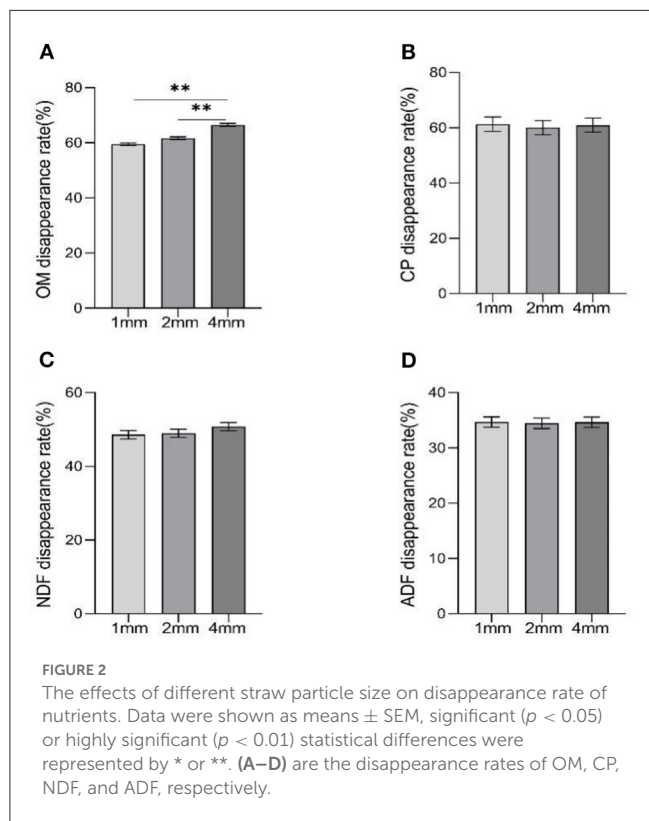 A
OM disappearance rate(%)
80
60
40
20
0
**
**
1mm 2mm 4mm
B
CP disappearance rate(%)
80
60
40
20
0
1mm 2mm 4mm
C
NDF disappearance rate(%)
60
40
20
0
1mm 2mm 4mm
D
ADF disappearance rate(%)
40
30
20
10
0
1mm 2mm 4mm
FIGURE 2
The effects of different straw particle size on disappearance rate of
nutrients. Data were shown as means ± SEM, significant (p < 0.05)
or highly significant (p < 0.01) statistical differences were
represented by * or **. (A–D) are the disappearance rates of OM, CP,
NDF, and ADF, respectively.